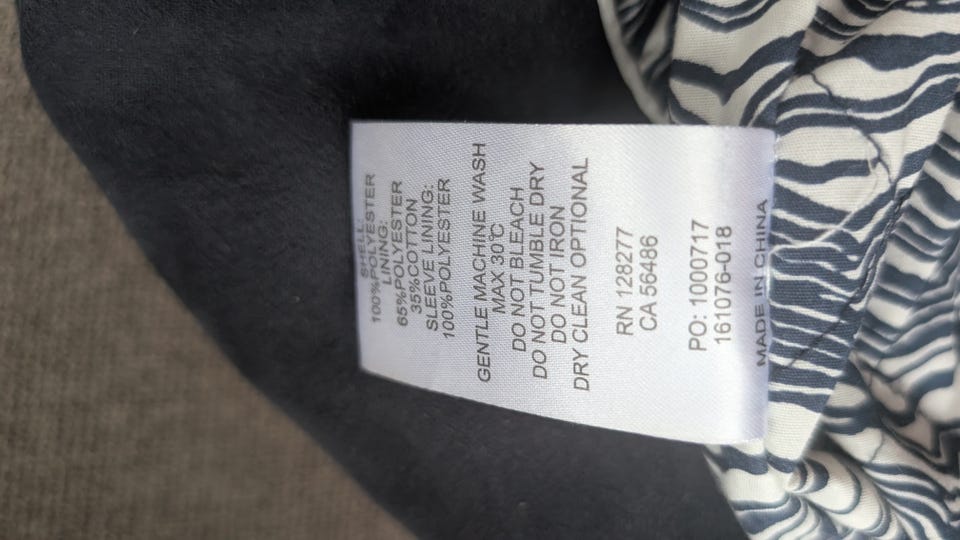 SHELL:
100%POLYESTER
LINING:
65%POLYESTER
35%COTTON
SLEEVE LINING:
100%POLYESTER
GENTLE MACHINE WASH
MAX 30℃
DO NOT BLEACH
DO NOT TUMBLE DRY
DO NOT IRON
DRY CLEAN OPTIONAL
RN 128277
CA 56486
PO: 1000717
161076-018
MADE IN CHINA